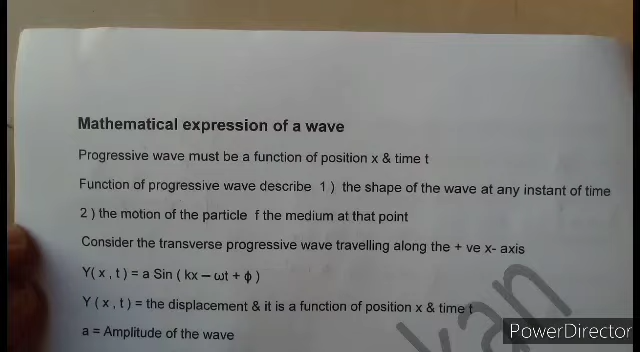 Mathematical expression of a wave
Progressive wave must be a function of position x & time t
Function of progressive wave describe 1 ) the shape of the wave at any instant of time
2 ) the motion of the particle f the medium at that point
Consider the transverse progressive wave travelling along the + ve x- axis
Y( x , t ) = a Sin ( kx – ωt + ϕ )
Y ( x , t ) = the displacement & it is a function of position x & time t
a = Amplitude of the wave
kan
PowerDirector